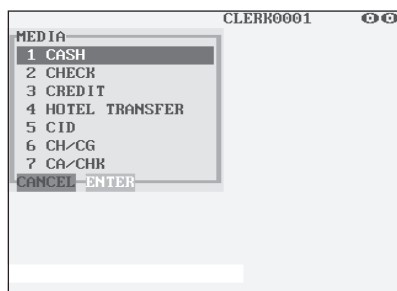 CLERK0001 00
MEDIA
1 CASH
2 CHECK
3 CREDIT
4 HOTEL TRANSFER
5 CID
6 CH/CG
7 CA/CHK
CANCEL ENTER